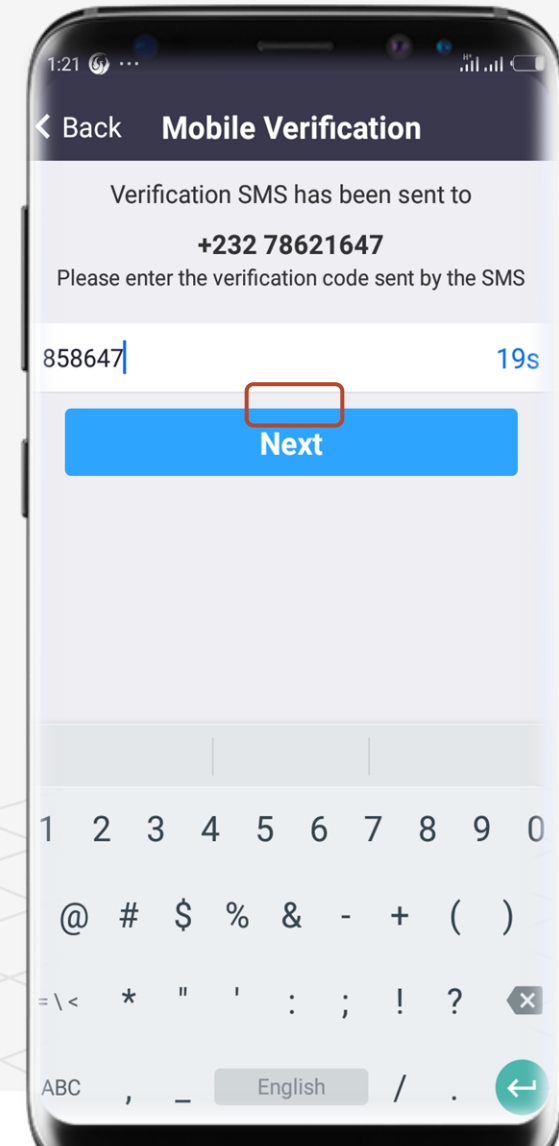 1:21 ...
< Back Mobile Verification
Verification SMS has been sent to
+232 78621647
Please enter the verification code sent by the SMS
858647 19s
Next
1 2 3 4 5 6 7 8 9 0
@ # $ % & - + ( )
= \ < * " ' : ; ! ?
ABC , _ English / .